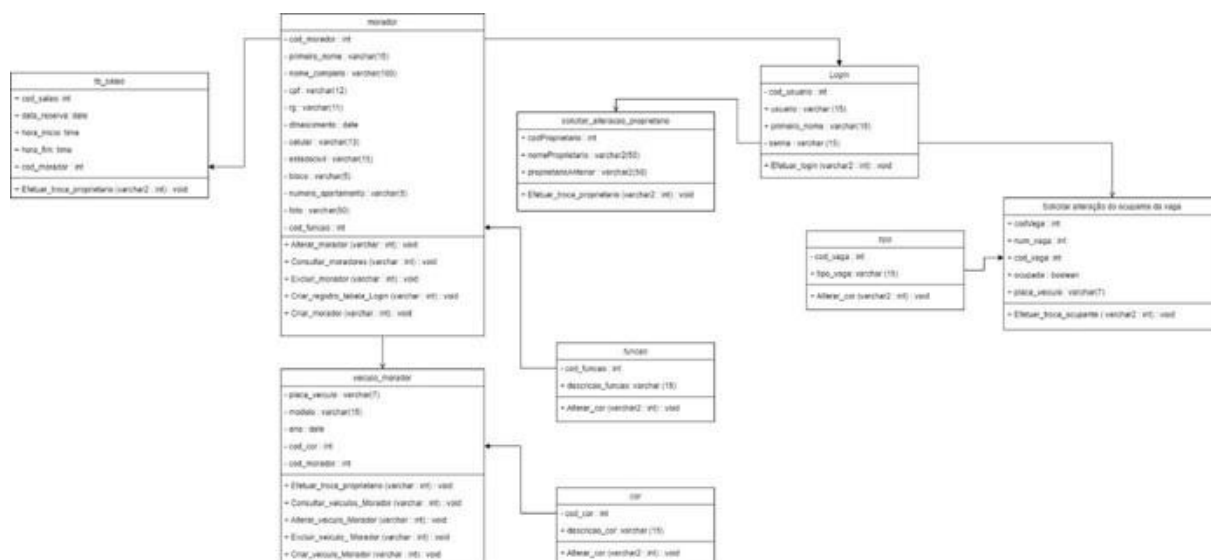 morador
- cod_morador : int
- primeiro_nome : varchar(15)
- nome_completo : varchar(100)
- cpf : varchar(12)
- rg : varchar(11)
- dtnascimento : date
- celular : varchar(13)
- estadocivil : varchar(15)
- bloco : varchar(5)
- numero_apartamento : varchar(5)
- foto : varchar(50)
- cod_funcao : int
+ Alterar_morador (varchar : int) : void
+ Consultar_moradores (varchar : int) : void
+ Excluir_morador (varchar : int) : void
+ Criar_registro_tabela_Login (varchar : int) : void
+ Criar_morador (varchar : int) : void
tb_salao
+ cod_salao: int
+ data_reserva: date
+ hora_inicio: time
+ hora_fim: time
+ cod_morador : int
+ Efetuar_troca_proprietario (varchar2 : int) : void
solicitar_alteracao_proprietario
+ codProprietario : int
+ nomeProprietario : varchar2(50)
+ proprietarioAnterior : varchar2(50)
+ Efetuar_troca_proprietario (varchar2 : int) : void
Login
- cod_usuario : int
+ usuario : varchar (15)
+ primeiro_nome : varchar(15)
- senha : varchar (15)
+ Efetuar_login (varchar2 : int) : void
Solicitar alteração do ocupante da vaga
+ codVaga : int
+ num_vaga : int
+ cod_vaga: int
+ ocupada : boolean
+ placa_veiculo : varchar(7)
+ Efetuar_troca_ocupante ( varchar2 : int) : void
tipo
- cod_vaga : int
+ tipo_vaga: varchar (15)
+ Alterar_cor (varchar2 : int) : void
funcao
- cod_funcao : int
+ descricao_funcao: varchar (15)
+ Alterar_cor (varchar2 : int) : void
veiculo_morador
- placa_veiculo : varchar(7)
- modelo : varchar(15)
- ano : date
- cod_cor : int
- cod_morador : int
+ Efetuar_troca_proprietario (varchar : int) : void
+ Consultar_veiculos_Morador (varchar : int) : void
+ Alterar_veiculo_Morador (varchar : int) : void
+ Excluir_veiculo_ Morador (varchar : int) : void
+ Criar_veiculo_Morador (varchar : int) : void
cor
- cod_cor : int
+ descricao_cor: varchar (15)
+ Alterar_cor (varchar2 : int) : void